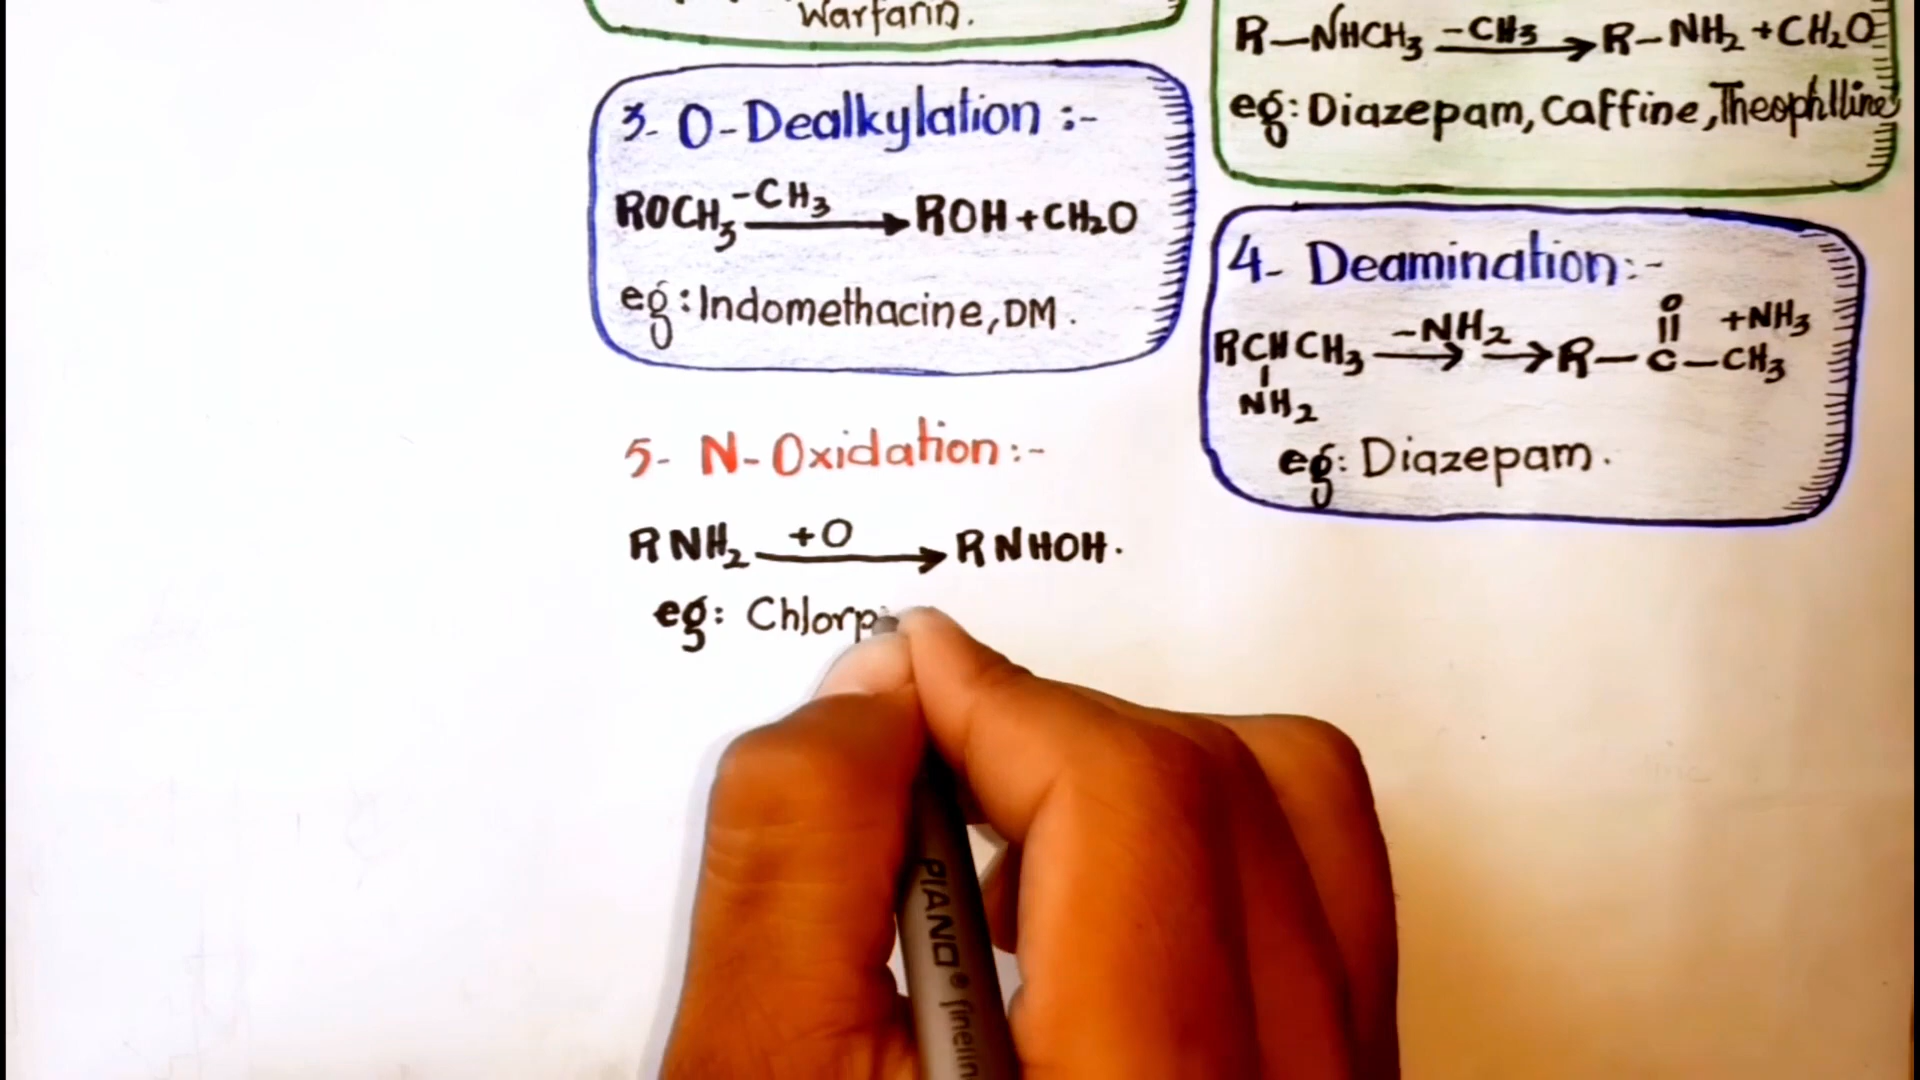 Warfarin.
3- O-Dealkylation :-
ROCH3 -CH3 → ROH + CH2O
eg: Indomethacine, DM.
5- N-Oxidation :-
RNH2 +O → RNHOH.
eg: Chlorp
R-NHCH3 -CH3 → R-NH2 + CH2O
eg: Diazepam, Caffine, Theophlline
4- Deamination :-
O
RCHCH3 -NH2 → → R-C-CH3 +NH3
NH2
eg: Diazepam.
PIANO® finelin